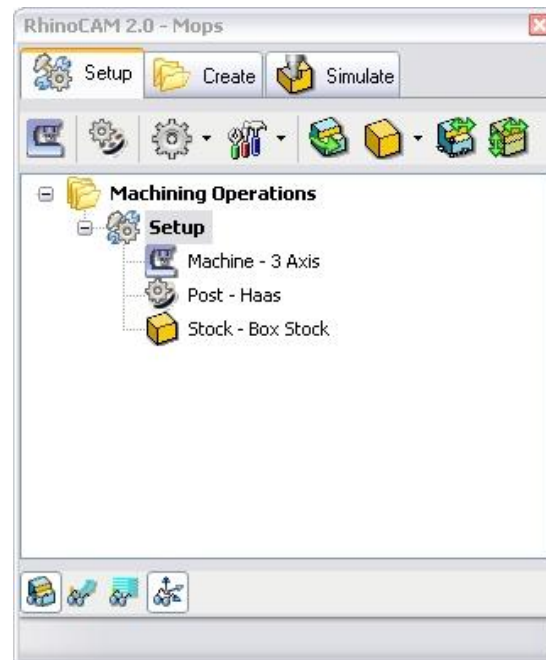 RhinoCAM 2.0 - Mops
Setup Create Simulate
Machining Operations
Setup
Machine - 3 Axis
Post - Haas
Stock - Box Stock